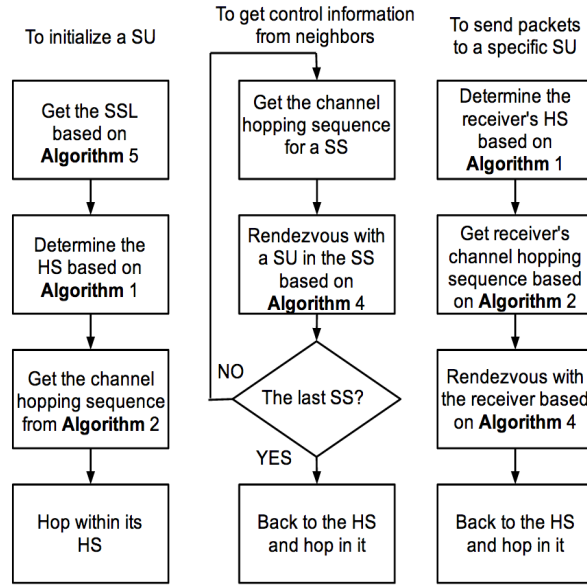 To initialize a SU
Get the SSL
based on
Algorithm 5
Determine the
HS based on
Algorithm 1
Get the channel
hopping sequence
from Algorithm 2
Hop within its
HS
To get control information
from neighbors
Get the channel
hopping sequence
for a SS
Rendezvous with
a SU in the SS
based on
Algorithm 4
The last SS?
NO
YES
Back to the HS
and hop in it
To send packets
to a specific SU
Determine the
receiver's HS
based on
Algorithm 1
Get receiver's
channel hopping
sequence based
on Algorithm 2
Rendezvous with
the receiver based
on Algorithm 4
Back to the HS
and hop in it